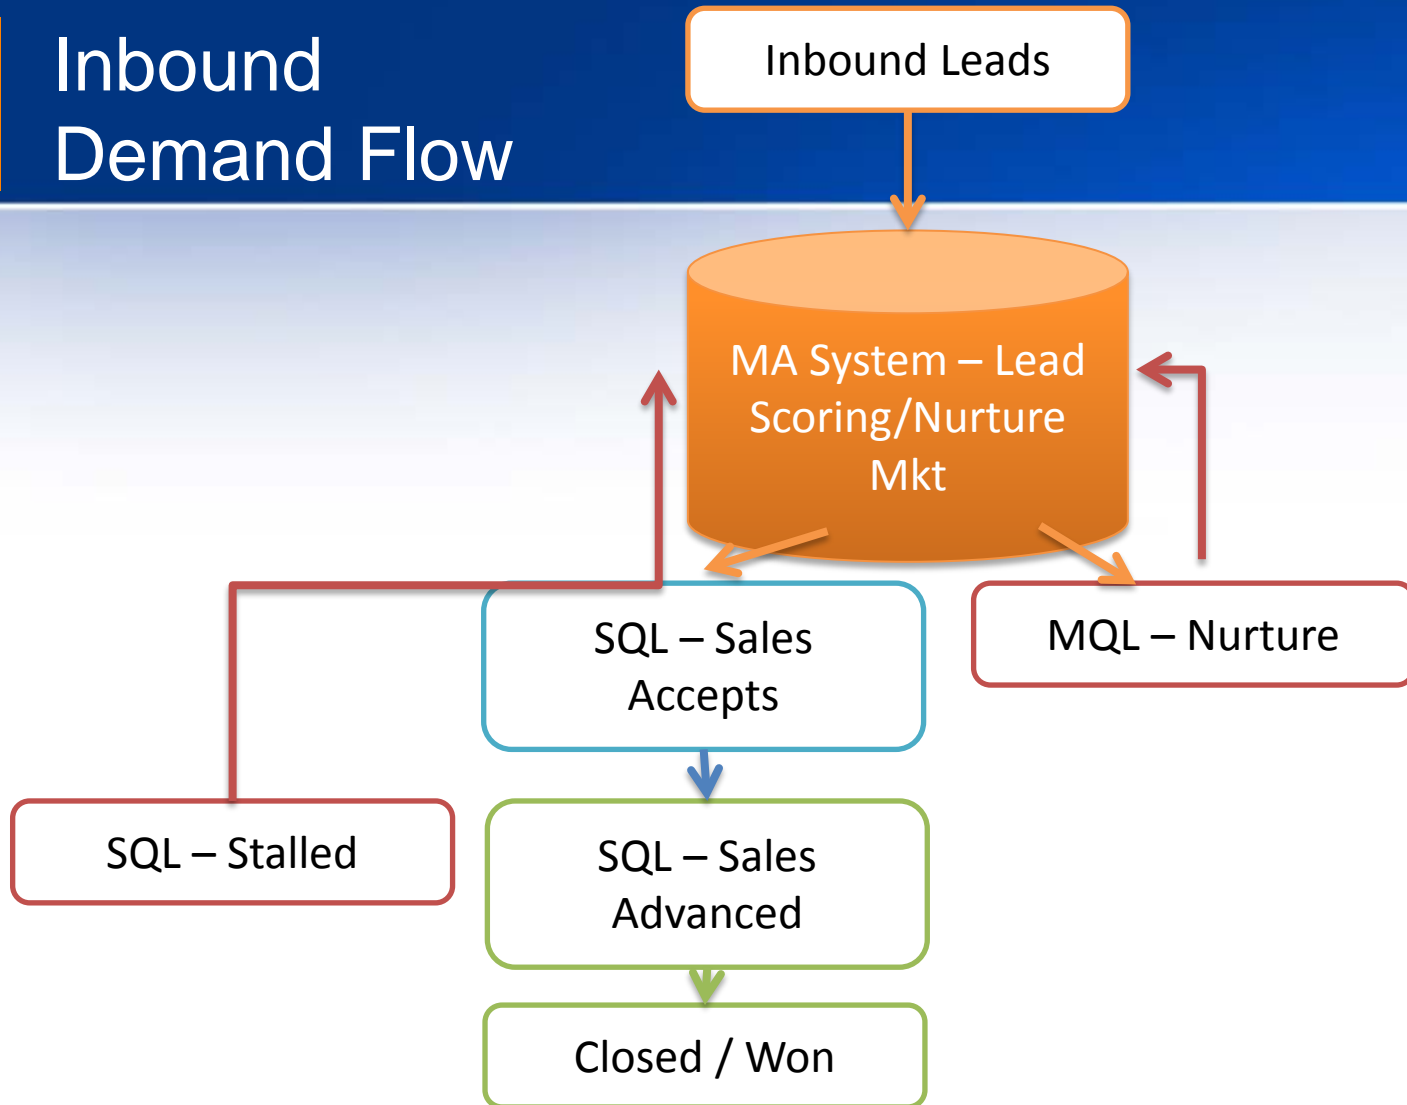 Inbound
Demand Flow
Inbound Leads
MA System – Lead
Scoring/Nurture
Mkt
SQL – Sales
Accepts
MQL – Nurture
SQL – Stalled
SQL – Sales
Advanced
Closed / Won